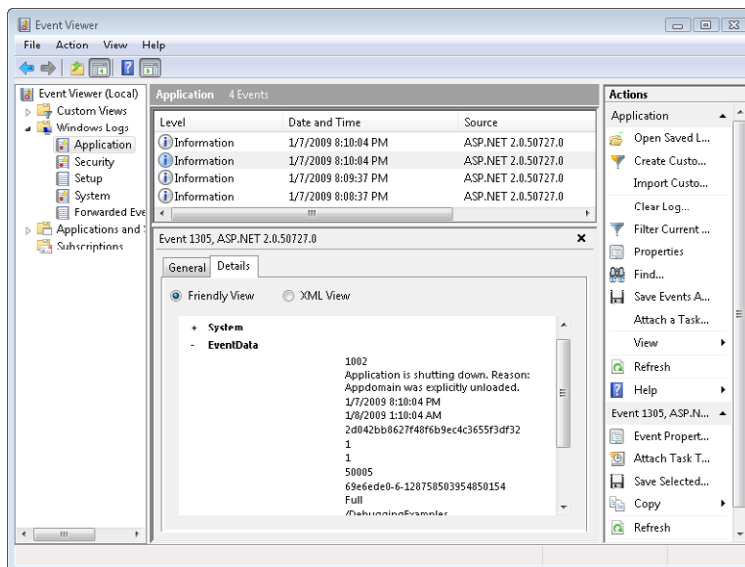 Event Viewer
File Action View Help
Event Viewer (Local)
Custom Views
Windows Logs
Application
Security
Setup
System
Forwarded Eve
Applications and S
Subscriptions
Application 4 Events
Level Date and Time Source
Information 1/7/2009 8:10:04 PM ASP.NET 2.0.50727.0
Information 1/7/2009 8:10:04 PM ASP.NET 2.0.50727.0
Information 1/7/2009 8:09:37 PM ASP.NET 2.0.50727.0
Information 1/7/2009 8:08:37 PM ASP.NET 2.0.50727.0
Event 1305, ASP.NET 2.0.50727.0
General Details
Friendly View XML View
+ System
- EventData
1002
Application is shutting down. Reason:
Appdomain was explicitly unloaded.
1/7/2009 8:10:04 PM
1/8/2009 1:10:04 AM
2d042bb8627f48f6b9ec4c3655f3df32
1
1
50005
69e6ede0-6-128758503954850154
Full
/DebuggingExamples
Actions
Application
Open Saved L...
Create Custo...
Import Custo...
Clear Log...
Filter Current ...
Properties
Find...
Save Events A...
Attach a Task...
View
Refresh
Help
Event 1305, ASP.N...
Event Propert...
Attach Task T...
Save Selected...
Copy
Refresh